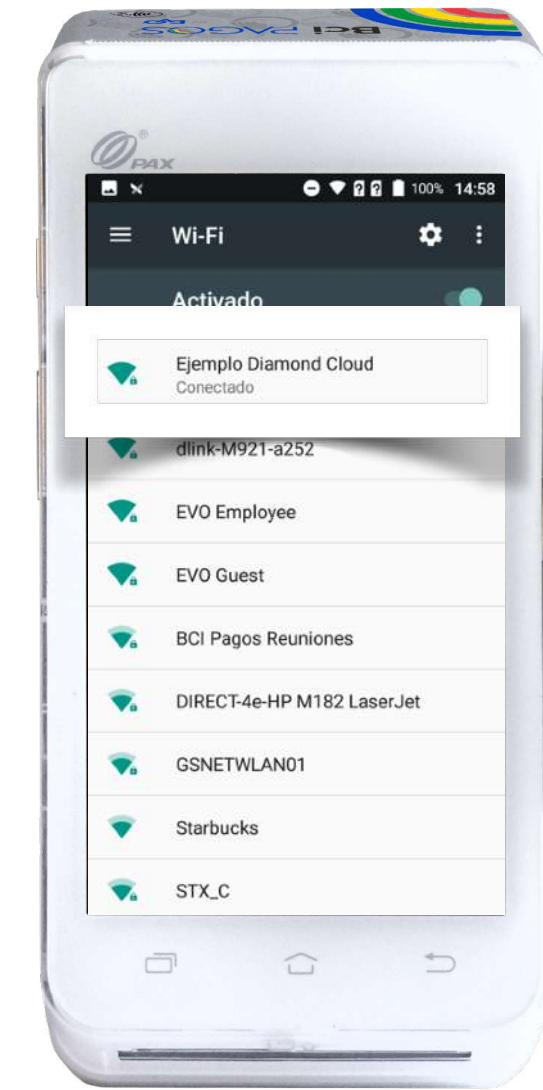 Bci PAGOS
PAX
100% 14:58
Wi-Fi
Activado
Ejemplo Diamond Cloud
Conectado
dlink-M921-a252
EVO Employee
EVO Guest
BCI Pagos Reuniones
DIRECT-4e-HP M182 LaserJet
GSNETWLAN01
Starbucks
STX_C